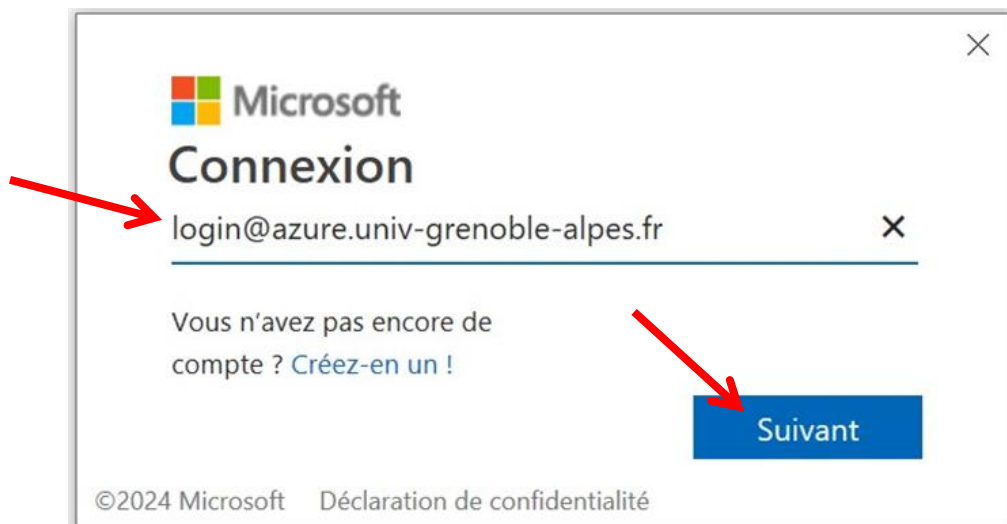 Microsoft
Connexion
login@azure.univ-grenoble-alpes.fr
Vous n’avez pas encore de
compte ? Créez-en un !
Suivant
©2024 Microsoft Déclaration de confidentialité